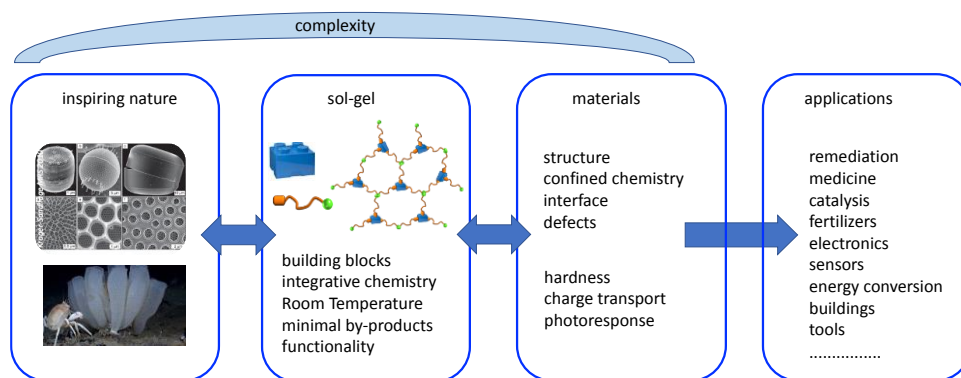 complexity
inspiring nature
sol-gel
building blocks
integrative chemistry
Room Temperature
minimal by-products
functionality
materials
structure
confined chemistry
interface
defects
hardness
charge transport
photoresponse
applications
remediation
medicine
catalysis
fertilizers
electronics
sensors
energy conversion
buildings
tools
.................